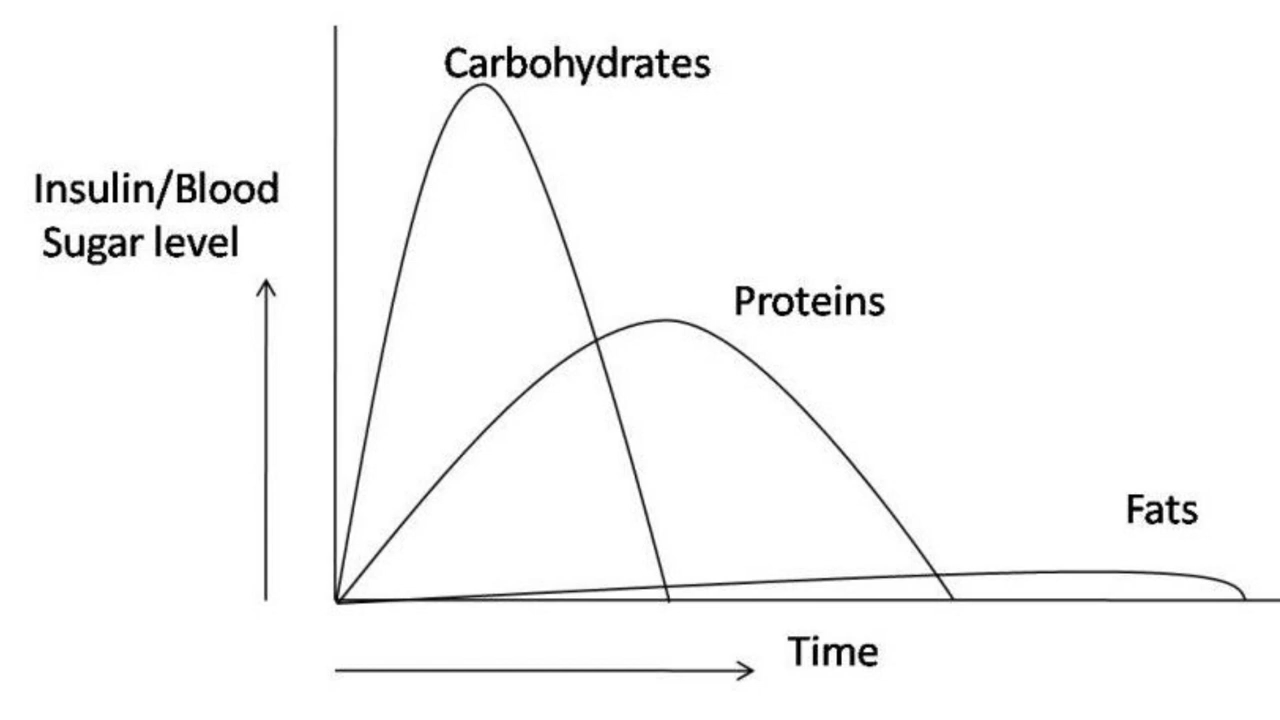 Carbohydrates
Insulin/Blood
Sugar level
Proteins
Fats
Time